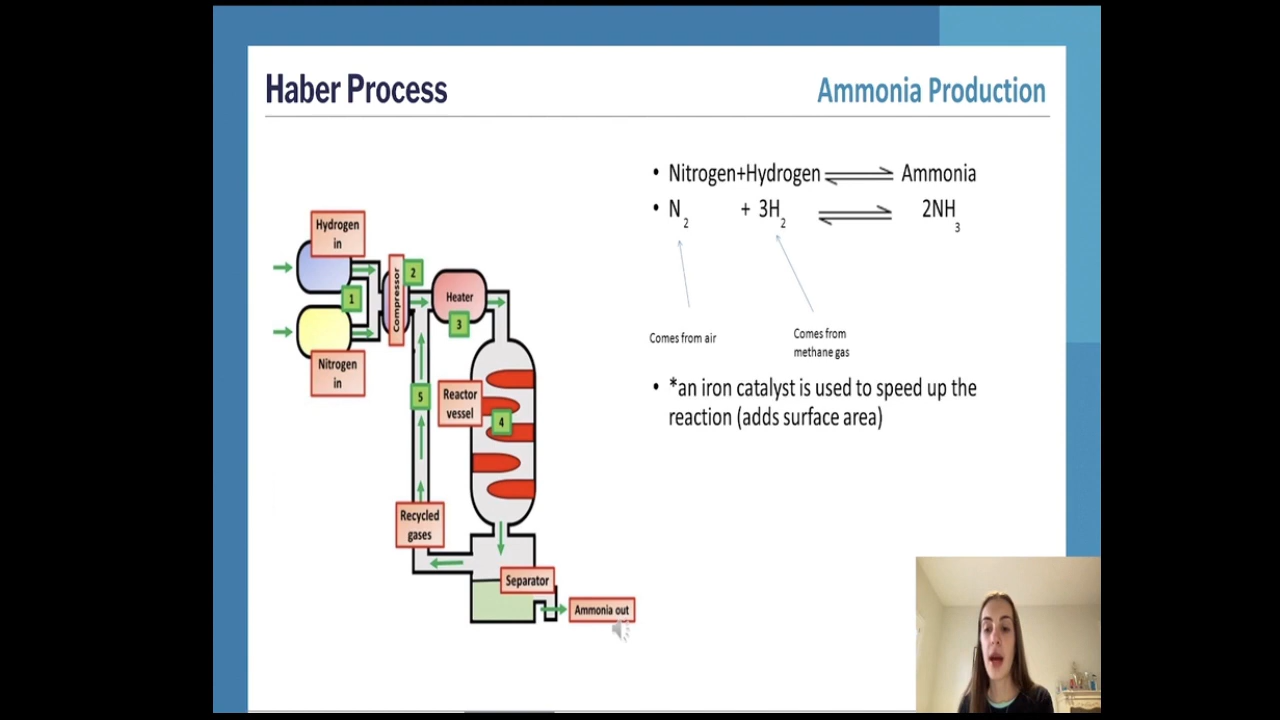 Haber Process
Ammonia Production
• Nitrogen+Hydrogen ⇌ Ammonia
• N2 + 3H2 ⇌ 2NH3
Comes from air
Comes from
methane gas
• *an iron catalyst is used to speed up the
reaction (adds surface area)
Hydrogen
in
1
Nitrogen
in
Compressor
2
Heater
3
Reactor
vessel
4
5
Recycled
gases
Separator
Ammonia out